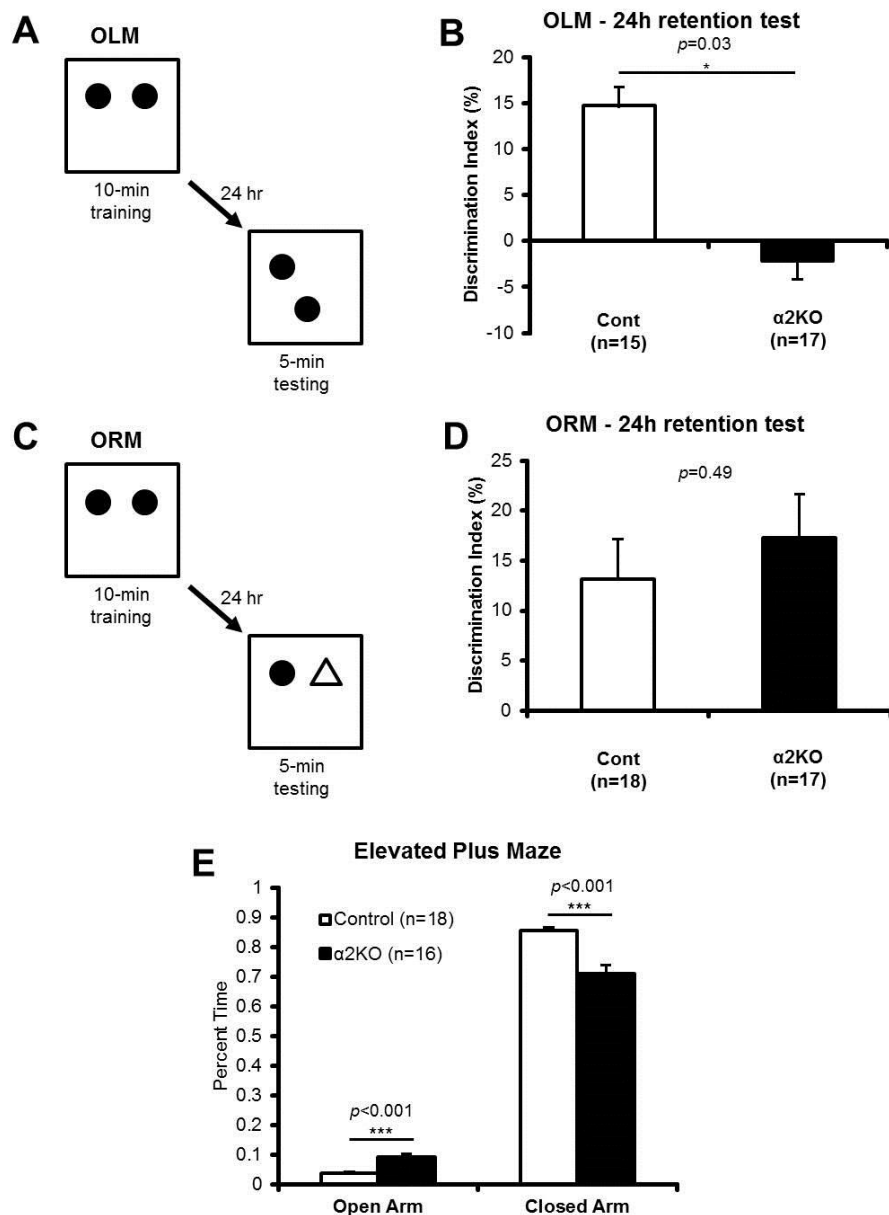 A
OLM
10-min
training
24 hr
5-min
testing
B
OLM - 24h retention test
p=0.03
*
Discrimination Index (%)
20
15
10
5
0
-5
-10
Cont
(n=15)
α2KO
(n=17)
C
ORM
10-min
training
24 hr
5-min
testing
D
ORM - 24h retention test
p=0.49
Discrimination Index (%)
25
20
15
10
5
0
Cont
(n=18)
α2KO
(n=17)
E
Elevated Plus Maze
Percent Time
1
0.9
0.8
0.7
0.6
0.5
0.4
0.3
0.2
0.1
0
Control (n=18)
α2KO (n=16)
p<0.001
***
p<0.001
***
Open Arm
Closed Arm